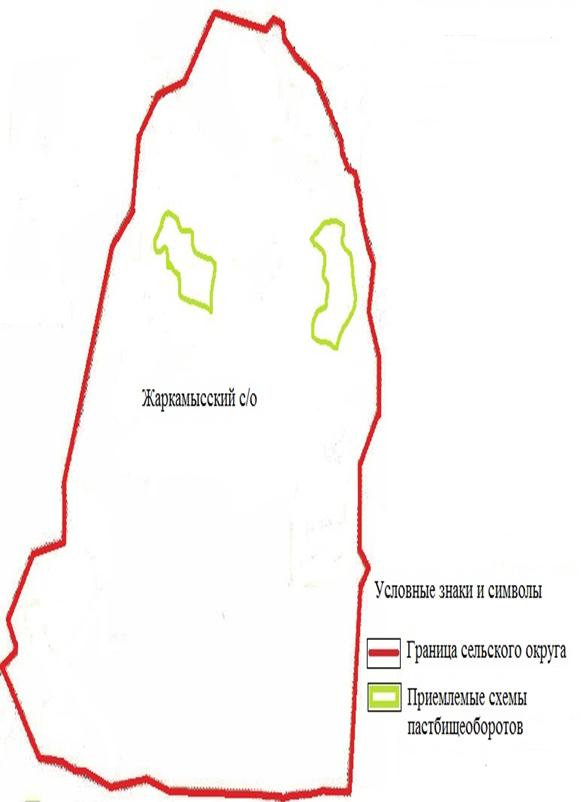 Жаркамысский с/о
Условные знаки и символы
Граница сельского округа
Приемлемые схемы
пастбищеоборотов